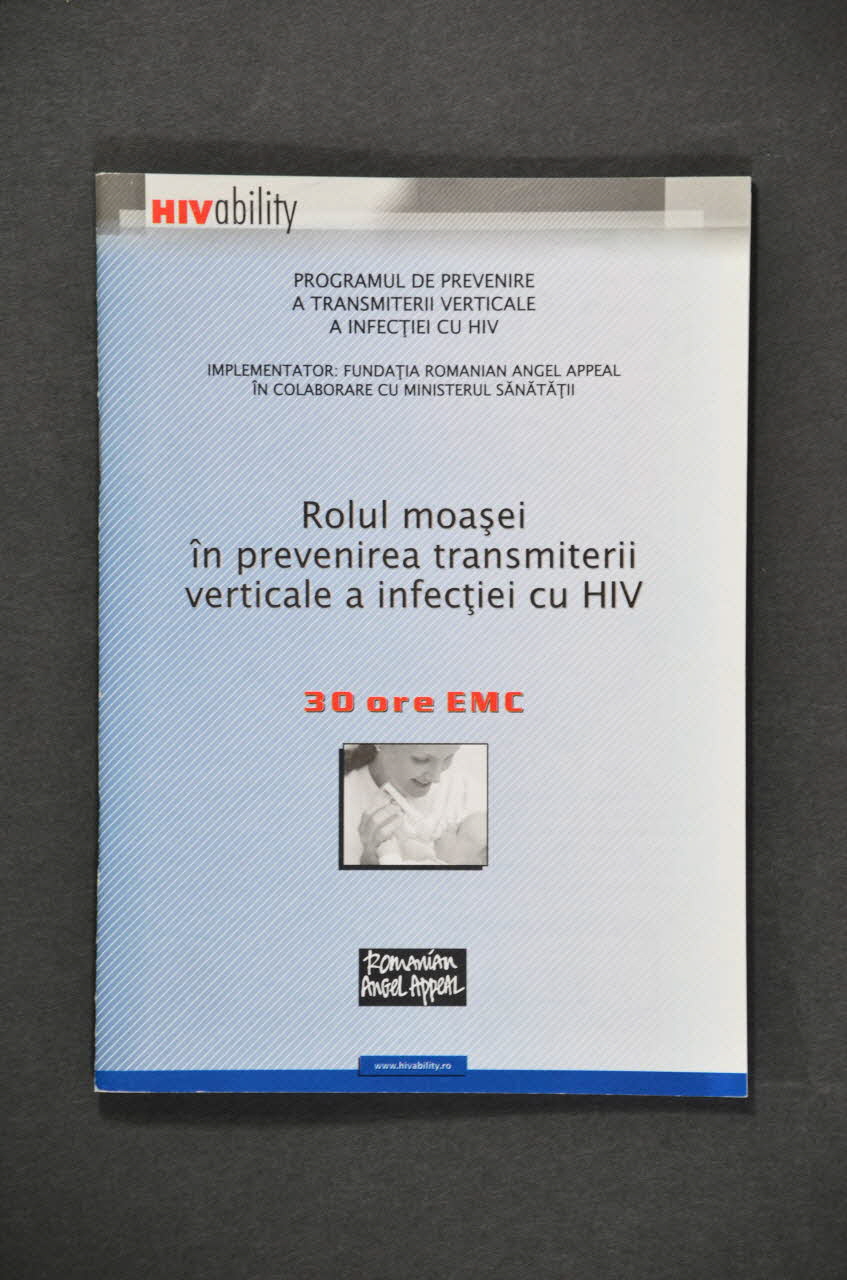 HIVability
PROGRAMUL DE PREVENIRE
A TRANSMITERII VERTICALE
A INFECŢIEI CU HIV
IMPLEMENTATOR: FUNDAŢIA ROMANIAN ANGEL APPEAL
ÎN COLABORARE CU MINISTERUL SĂNĂTĂŢII
Rolul moaşei
în prevenirea transmiterii
verticale a infecţiei cu HIV
30 ore EMC
ROMANIAN
ANGEL APPEAL
www.hivability.ro